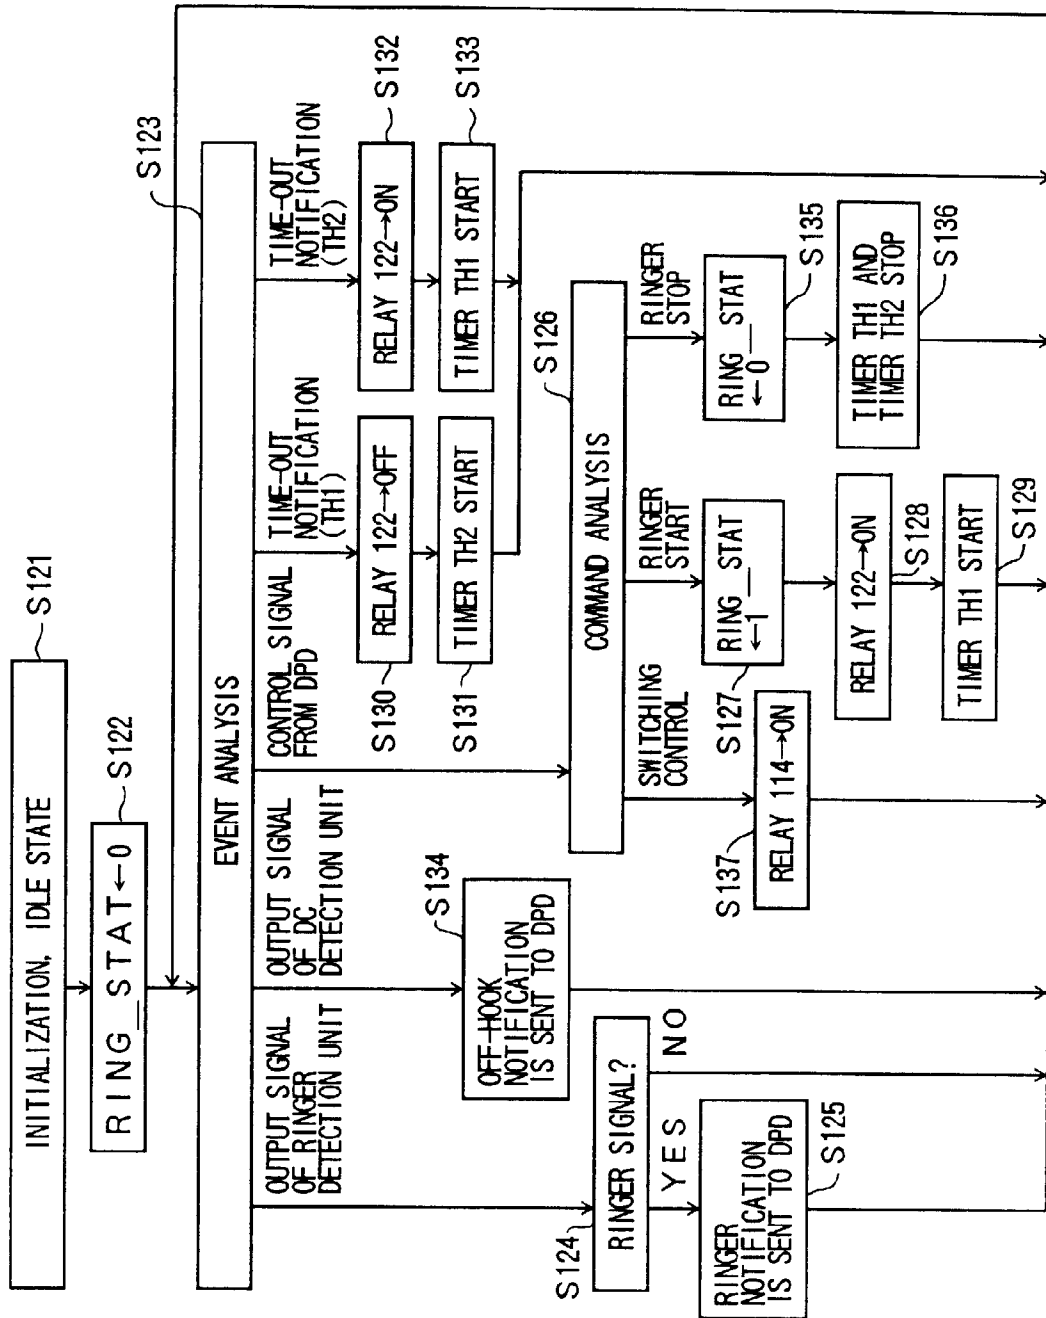 INITIALIZATION, IDLE STATE
S121
RING_STAT←0
S122
EVENT ANALYSIS
S123
OUTPUT SIGNAL
OF RINGER
DETECTION UNIT
OUTPUT SIGNAL
OF DC
DETECTION UNIT
CONTROL SIGNAL
FROM DPD
TIME-OUT
NOTIFICATION
(TH1)
TIME-OUT
NOTIFICATION
(TH2)
S124
RINGER SIGNAL?
NO
YES
RINGER
NOTIFICATION
IS SENT TO DPD
S125
OFF-HOOK
NOTIFICATION
IS SENT TO DPD
S134
RELAY 122→OFF
S130
TIMER TH2 START
S131
RELAY 122→ON
S132
TIMER TH1 START
S133
COMMAND ANALYSIS
S126
SWITCHING
CONTROL
RINGER
START
RINGER
STOP
S137
RELAY 114→ON
RING_STAT
←1
S127
RELAY 122→ON
S128
TIMER TH1 START
S129
RING_STAT
←0
S135
TIMER TH1 AND
TIMER TH2 STOP
S136